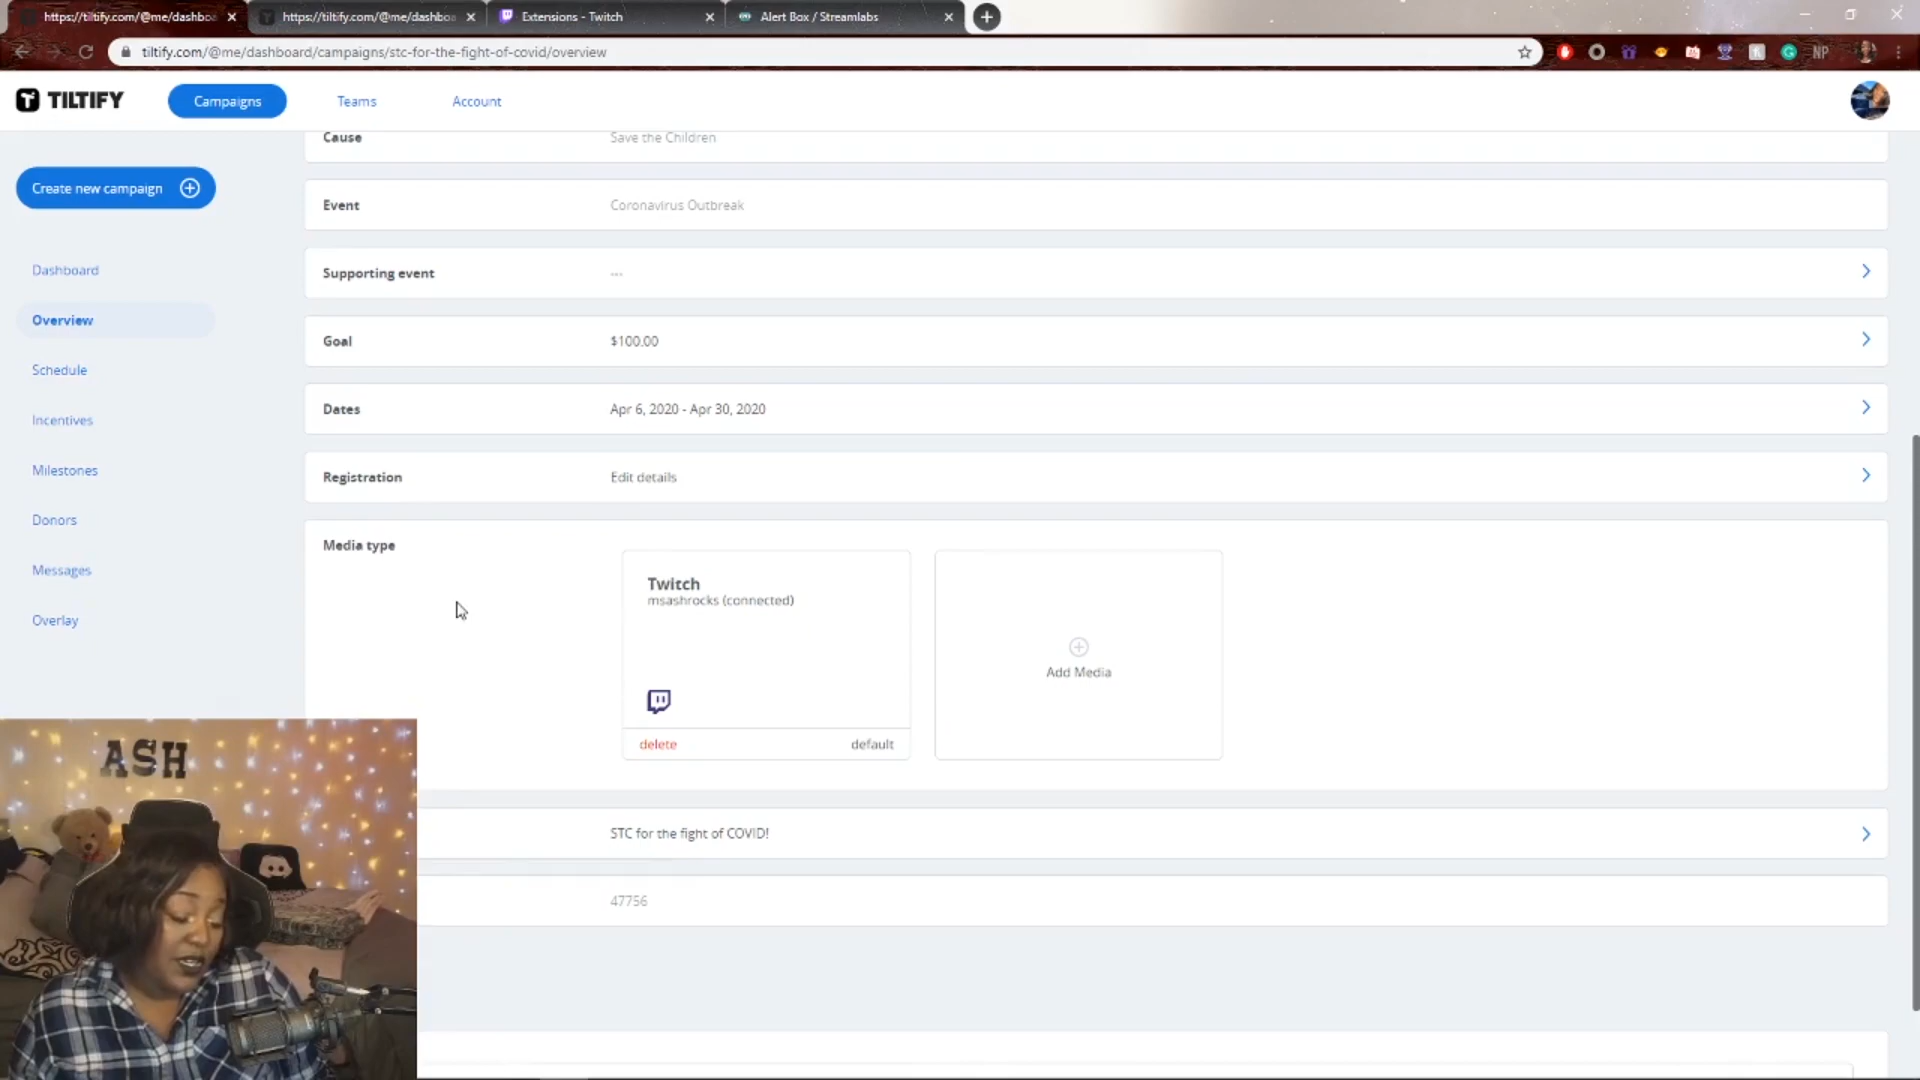 https://tiltify.com/@me/dashbo
https://tiltify.com/@me/dashbo
Extensions - Twitch
Alert Box / Streamlabs
tiltify.com/@me/dashboard/campaigns/stc-for-the-fight-of-covid/overview
NP
TILTIFY
Campaigns
Teams
Account
Create new campaign
Dashboard
Overview
Schedule
Incentives
Milestones
Donors
Messages
Overlay
Cause
Save the Children
Event
Coronavirus Outbreak
Supporting event
---
Goal
$100.00
Dates
Apr 6, 2020 - Apr 30, 2020
Registration
Edit details
Media type
Twitch
msashrocks (connected)
delete
default
Add Media
STC for the fight of COVID!
47756
ASH